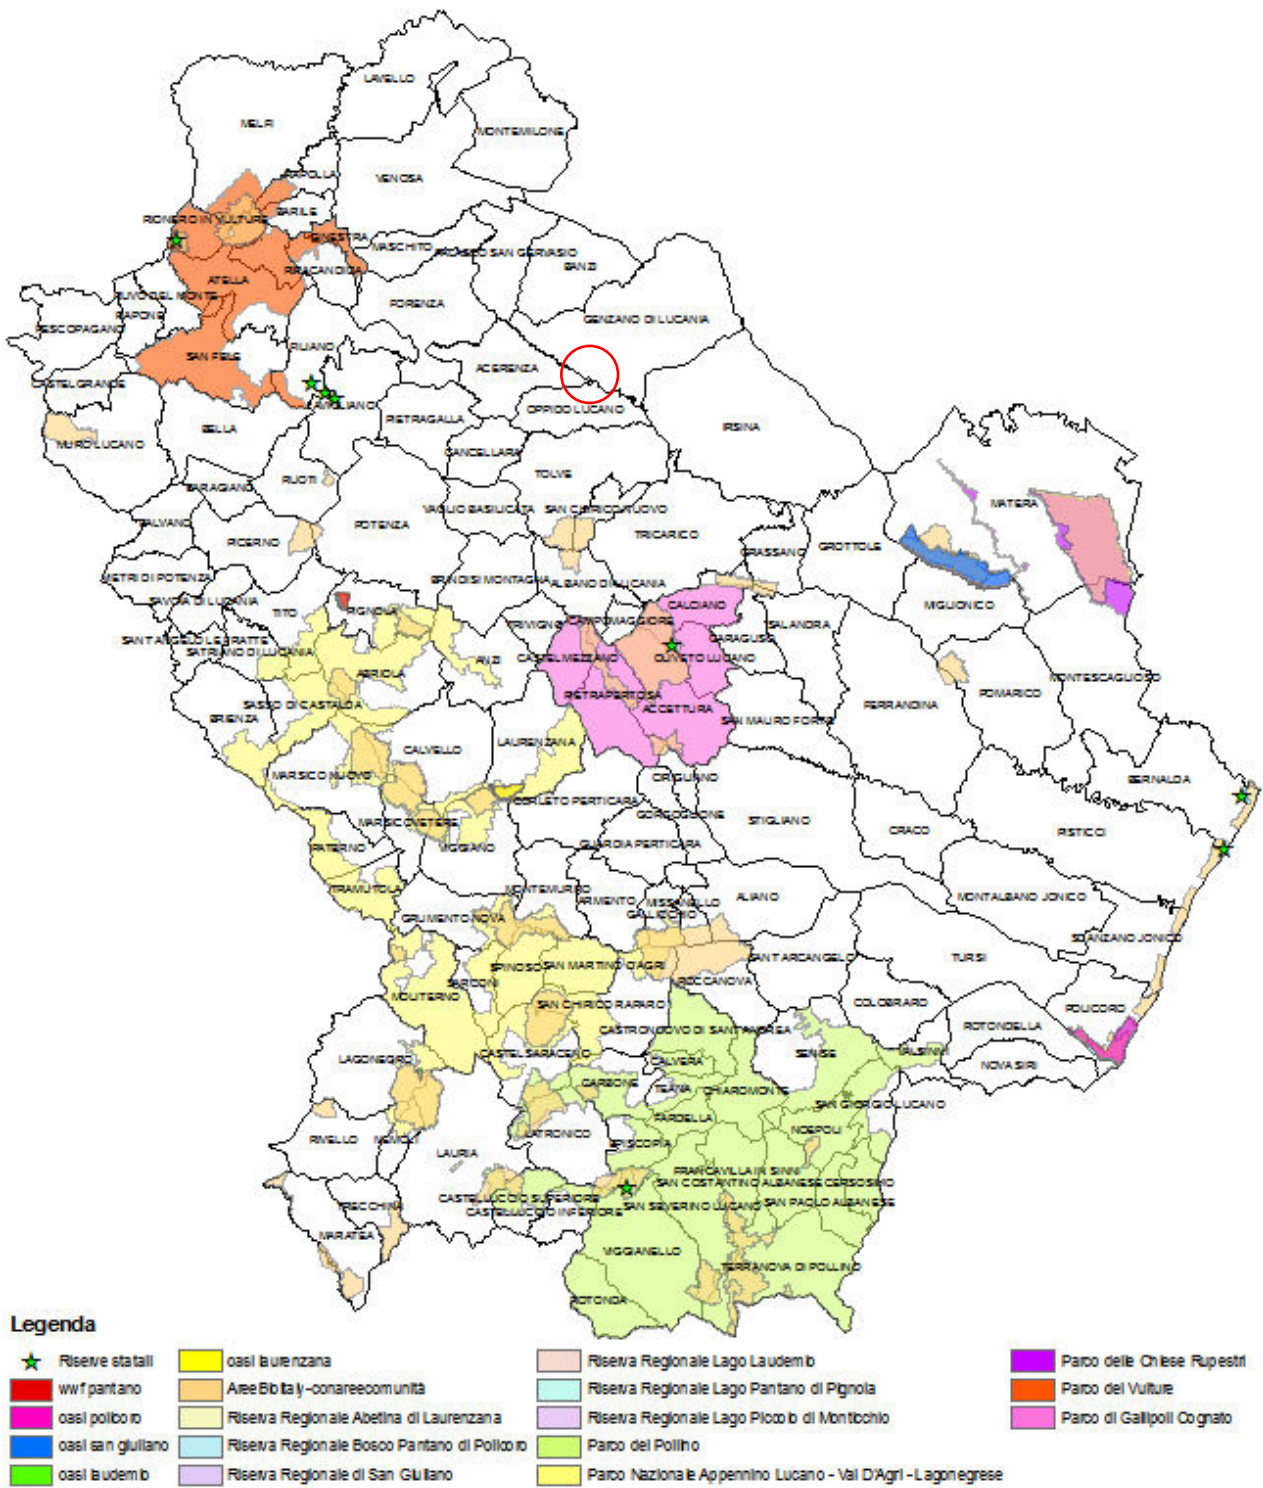 LAVELLO
MELFI
MONTEMILONE
RAPOLLA
VENOSA
BARILE
RIONERO IN VULTURE
GINESTRA
MASCHITO
PALAZZO SAN GERVASIO
BANZI
RIPACANDIDA
ATELLA
RUVO DEL MONTE
FORENZA
RAPONE
GENZANO DI LUCANIA
PESCOPAGANO
FILIANO
SAN FELE
ACERENZA
CASTELGRANDE
AVIGLIANO
OPPIDO LUCANO
PIETRAGALLA
BELLA
IRSINA
MURO LUCANO
CANCELLARA
TOLVE
RUOTI
BARAGIANO
MATERA
VAGLIO BASILICATA
SAN CHIRICO NUOVO
BALVANO
POTENZA
TRICARICO
PICERNO
GRASSANO
GROTTOLE
VIETRI DI POTENZA
BRINDISI MONTAGNA
ALBANO DI LUCANIA
SAVOIA DI LUCANIA
TITO
PIGNOLA
CALCIANO
MIGLIONICO
TRIVIGNO
CAMPOMAGGIORE
SALANDRA
SANT'ANGELO LE FRATTE
GARAGUSO
SATRIANO DI LUCANIA
ANZI
CASTELMEZZANO
OLIVETO LUCANO
ABRIOLA
MONTESCAGLIOSO
PIETRAPERTOSA
POMARICO
SASSO DI CASTALDA
ACCETTURA
FERRANDINA
BRIENZA
SAN MAURO FORTE
LAURENZANA
CALVELLO
MARSICO NUOVO
CIRIGLIANO
BERNALDA
CORLETO PERTICARA
GORGOGLIONE
MARSICOVETERE
STIGLIANO
CRACO
PISTICCI
PATERNO
VIGGIANO
GUARDIA PERTICARA
TRAMUTOLA
MONTEMURRO
ARMENTO
MISSANELLO
ALIANO
MONTALBANO JONICO
GRUMENTO NOVA
GALLICCHIO
SCANZANO JONICO
SPINOSO
SAN MARTINO D'AGRI
SANT'ARCANGELO
TURSI
SARCONI
ROCCANOVA
MOLITERNO
SAN CHIRICO RAPARO
COLOBRARO
POLICORO
CASTRONUOVO DI SANT'ANDREA
ROTONDELLA
LAGONEGRO
CASTELSARACENO
CALVERA
SENISE
VALSINNI
NOVA SIRI
CARBONE
TEANA
CHIAROMONTE
SAN GIORGIO LUCANO
FARDELLA
RIVELLO
NEMOLI
LATRONICO
EPISCOPIA
NOEPOLI
LAURIA
FRANCAVILLA IN SINNI
SAN COSTANTINO ALBANESE
CERSOSIMO
CASTELLUCCIO SUPERIORE
TRECCHINA
CASTELLUCCIO INFERIORE
SAN SEVERINO LUCANO
SAN PAOLO ALBANESE
MARATEA
VIGGIANELLO
TERRANOVA DI POLLINO
ROTONDA
Legenda
Riserve statali
wwf pantano
oasi policoro
oasi san giuliano
oasi laudemio
oasi laurenzana
AreeBibitaly-conareecomunità
Riserva Regionale Abetina di Laurenzana
Riserva Regionale Bosco Pantano di Policoro
Riserva Regionale di San Giuliano
Riserva Regionale Lago Laudemio
Riserva Regionale Lago Pantano di Pignola
Riserva Regionale Lago Piccolo di Monticchio
Parco del Pollino
Parco Nazionale Appennino Lucano - Val D'Agri - Lagonegrese
Parco delle Chiese Rupestri
Parco del Vulture
Parco di Gallipoli Cognato